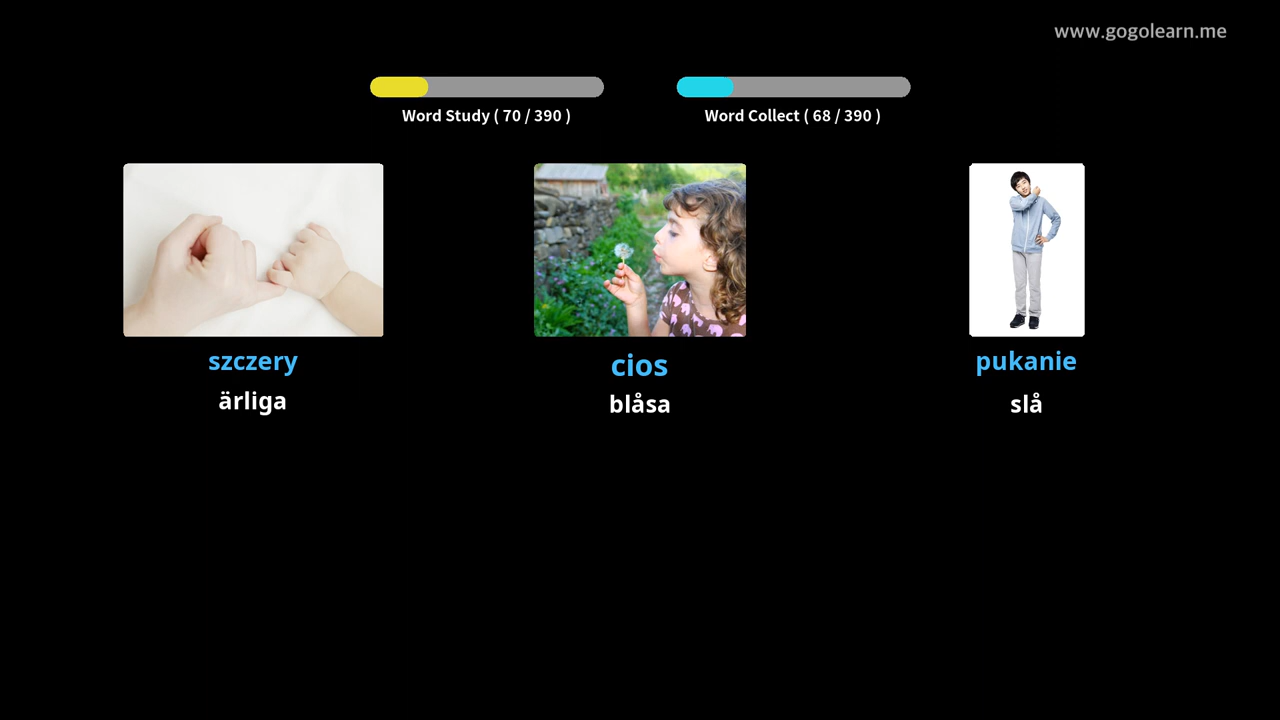 www.gogolearn.me
Word Study ( 70 / 390 )
Word Collect ( 68 / 390 )
szczery
cios
pukanie
ärliga
blåsa
slå